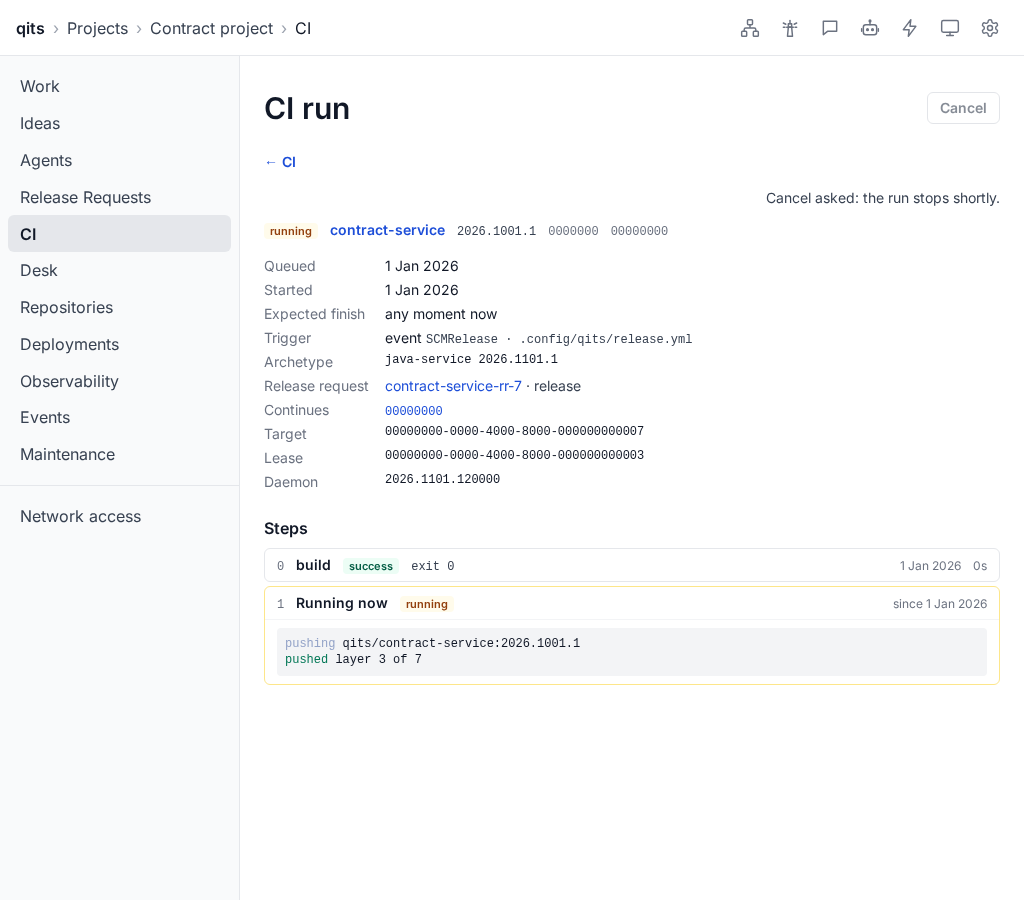 qits › Projects › Contract project › CI
Work
Ideas
Agents
Release Requests
CI
Desk
Repositories
Deployments
Observability
Events
Maintenance
Network access
CI run
Cancel
← CI
Cancel asked: the run stops shortly.
running contract-service 2026.1001.1 0000000 00000000
Queued 1 Jan 2026
Started 1 Jan 2026
Expected finish any moment now
Trigger event SCMRelease · .config/qits/release.yml
Archetype java-service 2026.1101.1
Release request contract-service-rr-7 · release
Continues 00000000
Target 00000000-0000-4000-8000-000000000007
Lease 00000000-0000-4000-8000-000000000003
Daemon 2026.1101.120000
Steps
0 build success exit 0 1 Jan 2026 0s
1 Running now running since 1 Jan 2026
pushing qits/contract-service:2026.1001.1
pushed layer 3 of 7